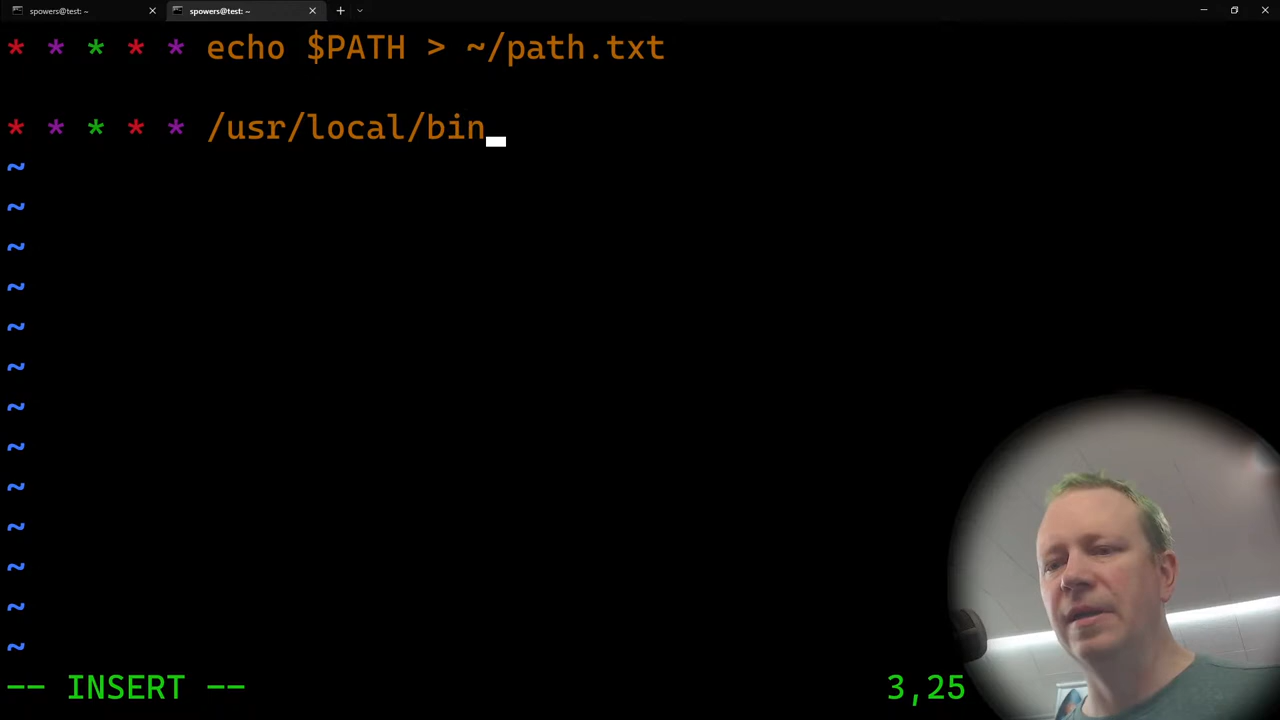 spowers@test: ~
spowers@test: ~
* * * * * echo $PATH > ~/path.txt
* * * * * /usr/local/bin
~
~
~
~
~
~
~
~
~
~
~
~
~
-- INSERT --
3,25